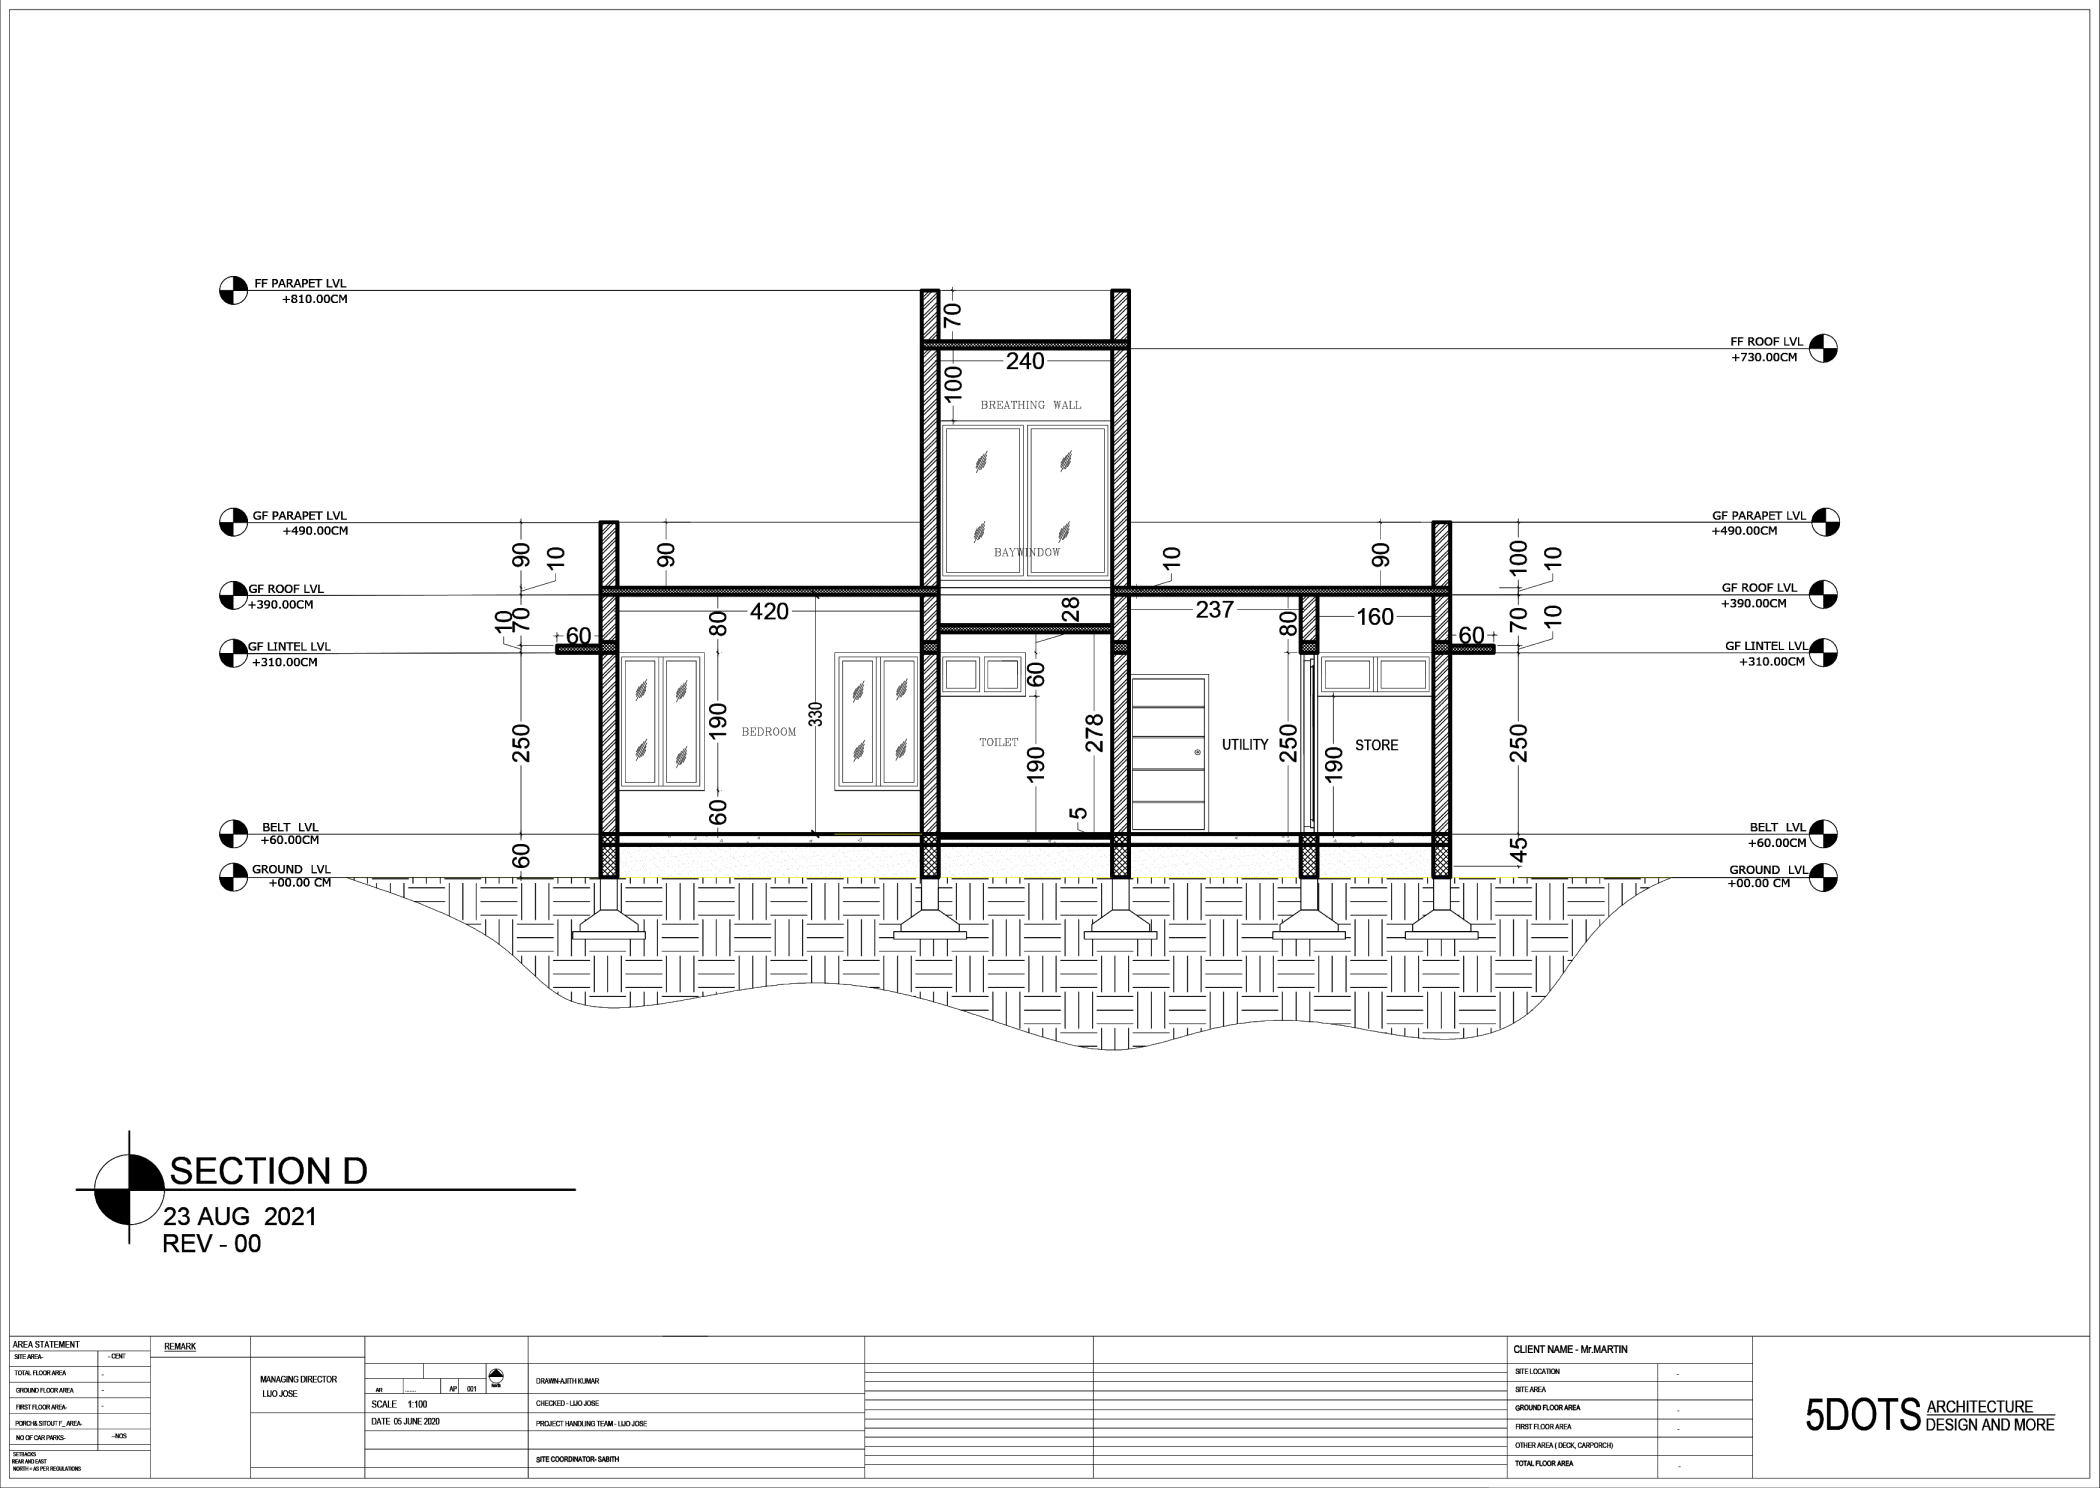 FF PARAPET LVL
+810.00CM
70
FF ROOF LVL
+730.00CM
240
100
BREATHING WALL
BAYWINDOW
GF PARAPET LVL
+490.00CM
90
10
90
10
90
100
10
GF PARAPET LVL
+490.00CM
GF ROOF LVL
+390.00CM
GF ROOF LVL
+390.00CM
10
70
60
420
80
28
237
80
160
60
70
10
GF LINTEL LVL
+310.00CM
GF LINTEL LVL
+310.00CM
250
190
BEDROOM
330
60
60
TOILET
190
278
5
UTILITY
250
190
STORE
250
BELT LVL
+60.00CM
60
BELT LVL
+60.00CM
45
GROUND LVL
+00.00 CM
GROUND LVL
+00.00 CM
SECTION D
23 AUG 2021
REV - 00
AREA STATEMENT
SITE AREA-
- CENT
TOTAL FLOOR AREA
-
GROUND FLOOR AREA
-
FIRST FLOOR AREA-
-
PORCH& SITOUT F_ AREA-
NO OF CAR PARKS-
--NOS
SETBACKS
REAR AND EAST
NORTH = AS PER REGULATIONS
REMARK
MANAGING DIRECTOR
LIJO JOSE
AR
.......
AP
001
SCALE 1:100
DATE 05 JUNE 2020
DRAWN-AJITH KUMAR
CHECKED - LIJO JOSE
PROJECT HANDLING TEAM - LIJO JOSE
SITE COORDINATOR- SABITH
CLIENT NAME - Mr.MARTIN
SITE LOCATION
-
SITE AREA
GROUND FLOOR AREA
-
FIRST FLOOR AREA
-
OTHER AREA ( DECK, CARPORCH)
TOTAL FLOOR AREA
-
5DOTS ARCHITECTURE
DESIGN AND MORE